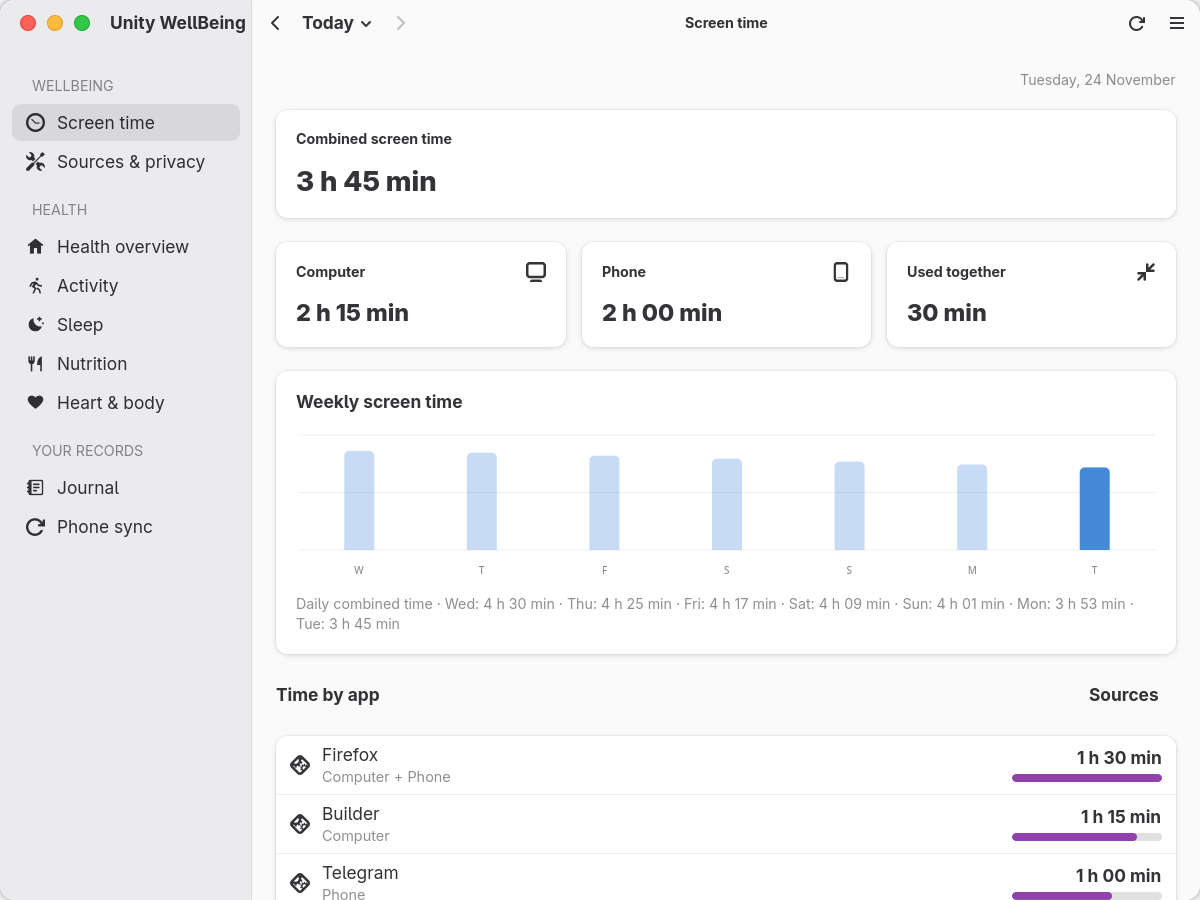 Unity WellBeing
Today
Screen time
WELLBEING
Screen time
Sources & privacy
HEALTH
Health overview
Activity
Sleep
Nutrition
Heart & body
YOUR RECORDS
Journal
Phone sync
Tuesday, 24 November
Combined screen time
3 h 45 min
Computer
2 h 15 min
Phone
2 h 00 min
Used together
30 min
Weekly screen time
W T F S S M T
Daily combined time · Wed: 4 h 30 min · Thu: 4 h 25 min · Fri: 4 h 17 min · Sat: 4 h 09 min · Sun: 4 h 01 min · Mon: 3 h 53 min ·
Tue: 3 h 45 min
Time by app
Sources
Firefox
Computer + Phone
1 h 30 min
Builder
Computer
1 h 15 min
Telegram
Phone
1 h 00 min